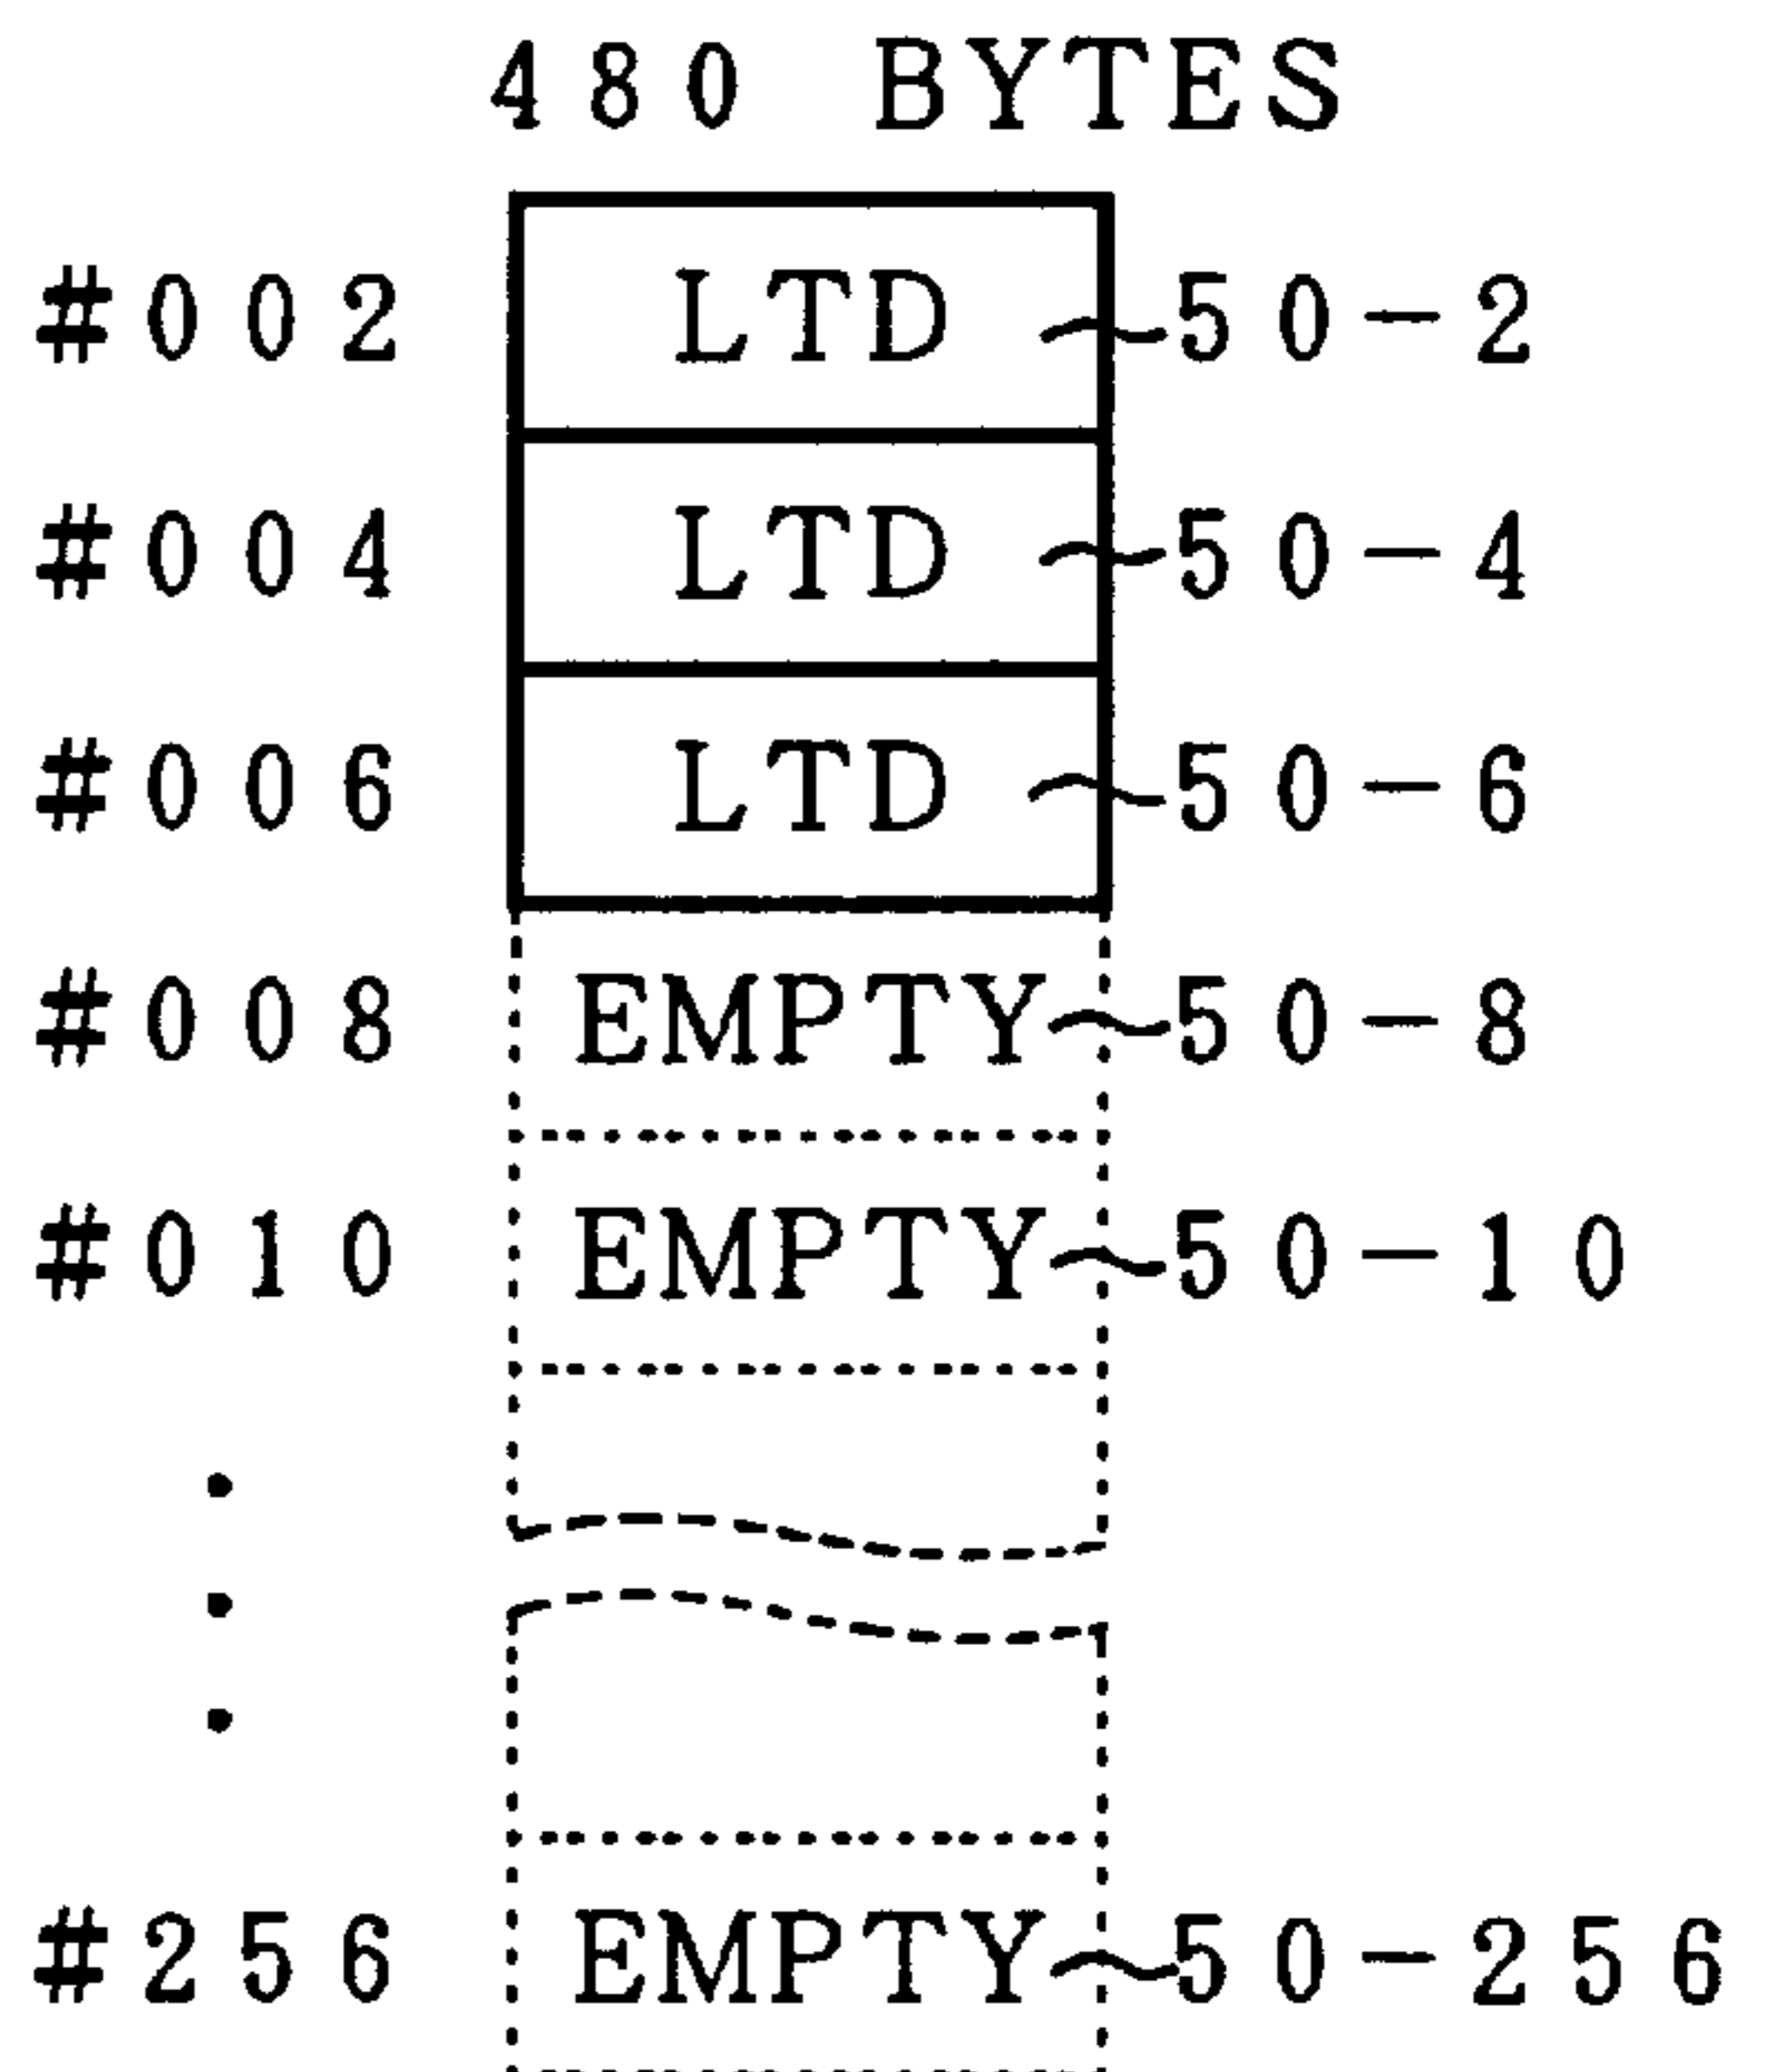 480 BYTES
#002 LTD 50-2
#004 LTD 50-4
#006 LTD 50-6
#008 EMPTY 50-8
#010 EMPTY 50-10
#256 EMPTY 50-256